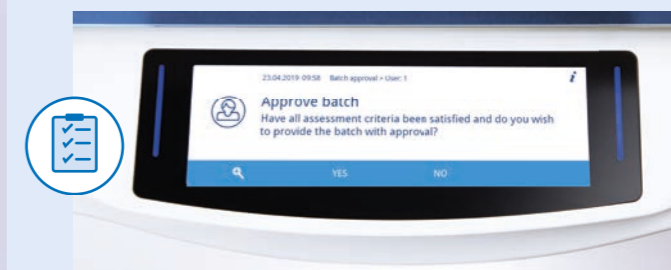 23.04.2019 09:58 Batch approval > User: 1
i
Approve batch
Have all assessment criteria been satisfied and do you wish
to provide the batch with approval?
YES NO